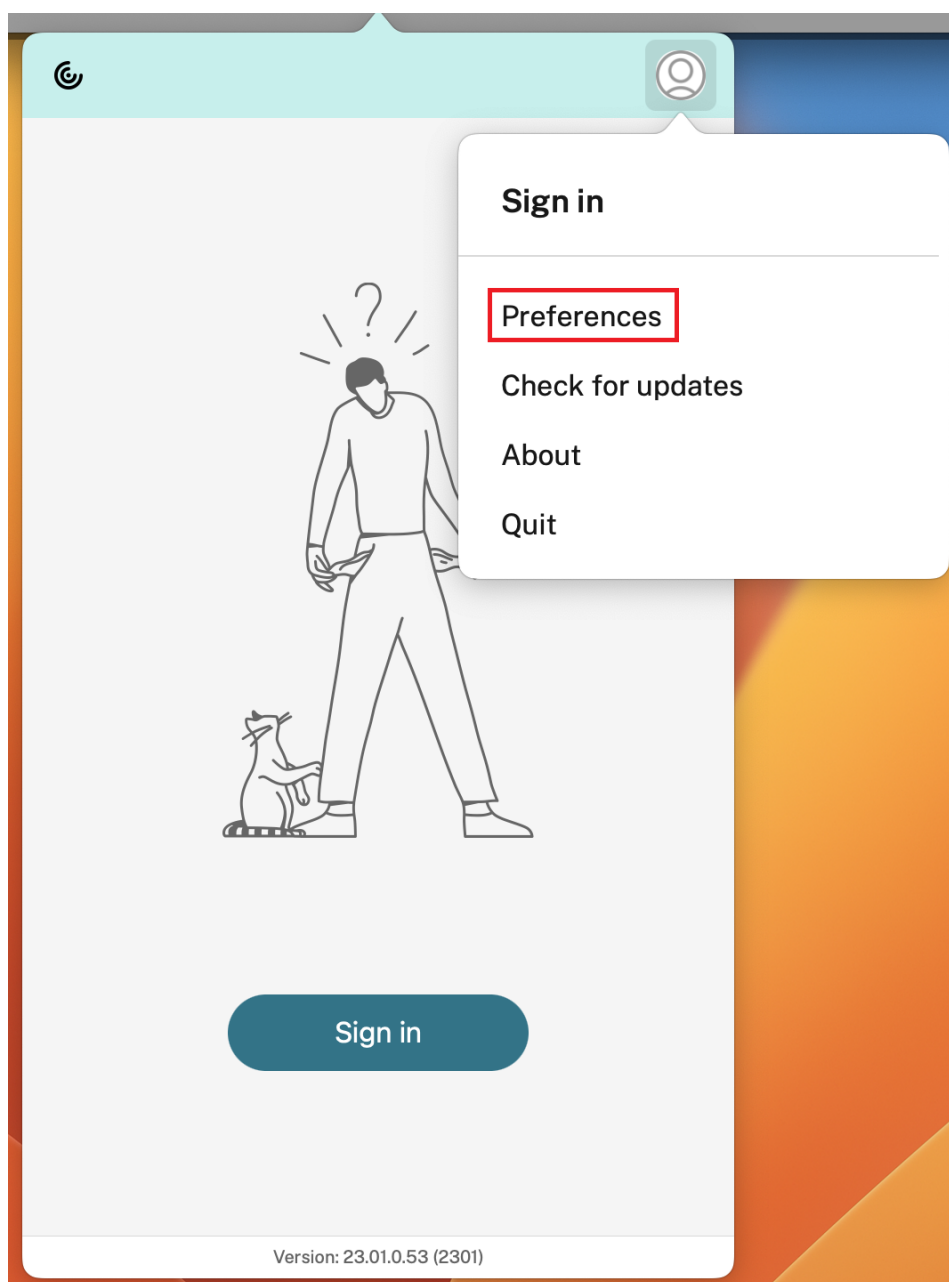 Sign in
Preferences
Check for updates
About
Quit
?
Sign in
Version: 23.01.0.53 (2301)